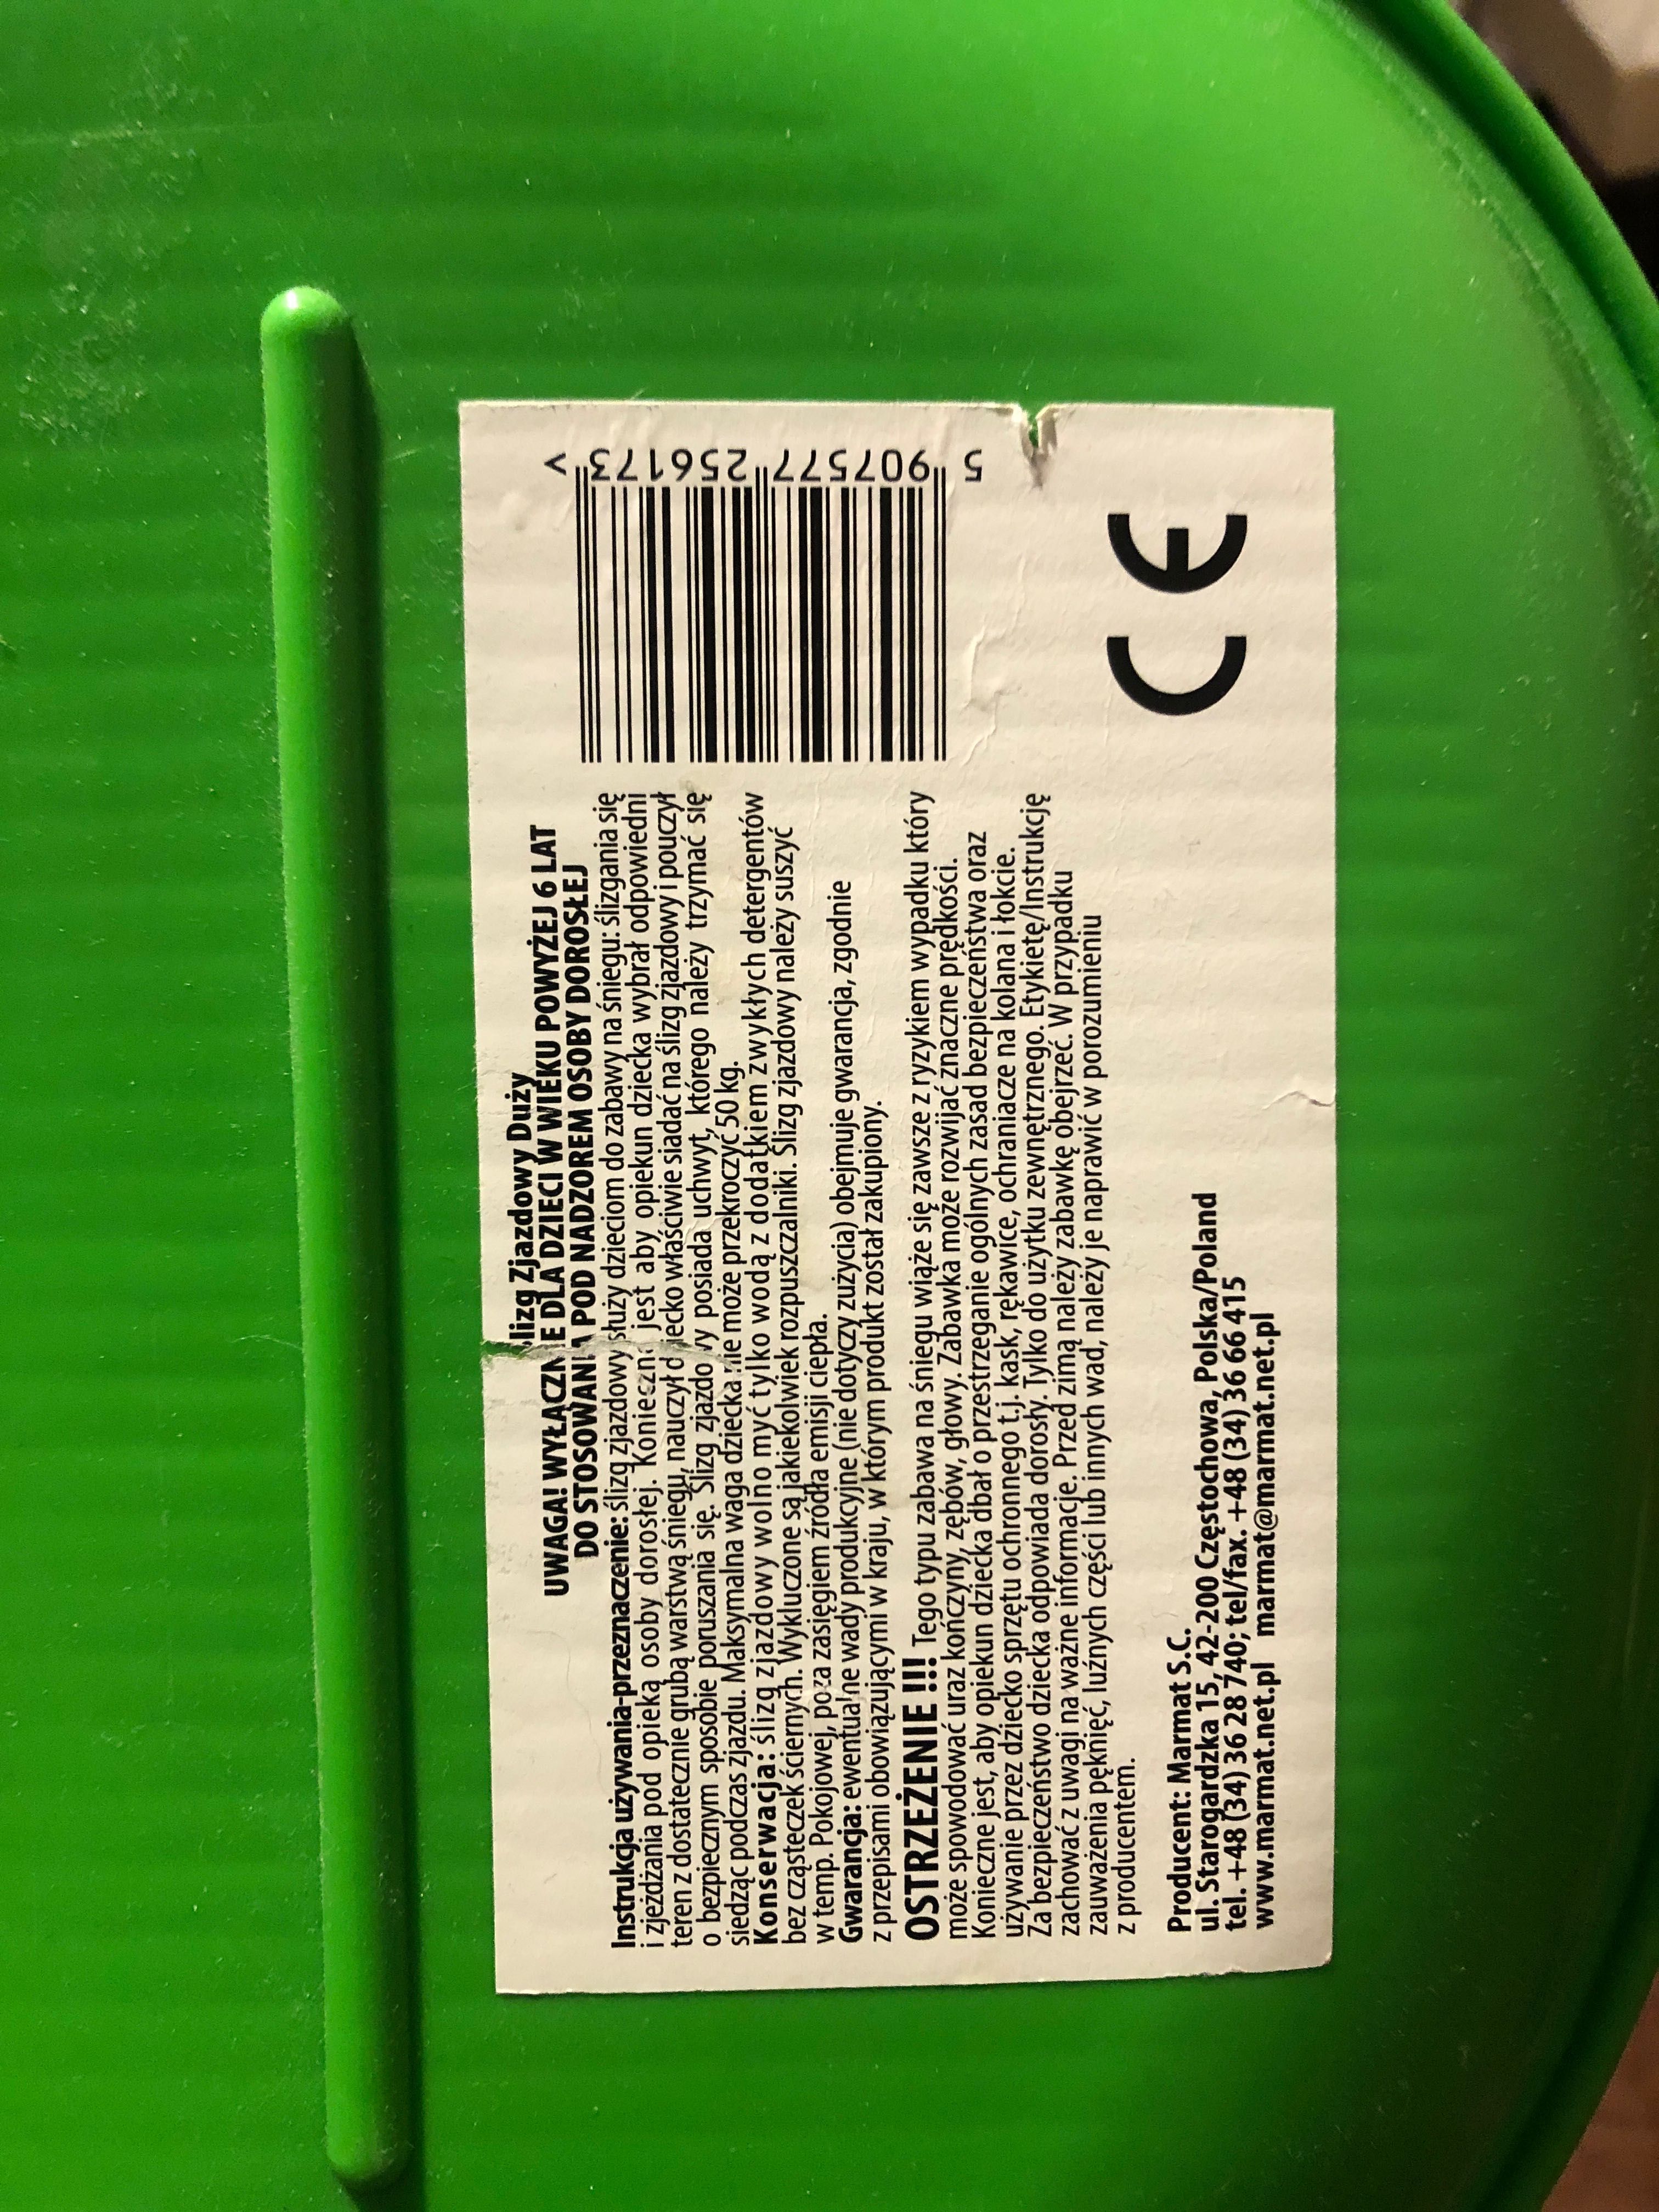 Ślizg Zjazdowy Duży
UWAGA! WYŁĄCZNIE DLA DZIECI W WIEKU POWYŻEJ 6 LAT
DO STOSOWANIA POD NADZOREM OSOBY DOROSŁEJ
Instrukcja używania-przeznaczenie: ślizg zjazdowy służy dzieciom do zabawy na śniegu: ślizgania się
i zjeżdżania pod opieką osoby dorosłej. Konieczne jest aby opiekun dziecka wybrał odpowiedni
teren z dostatecznie grubą warstwą śniegu, nauczył dziecko właściwie siadać na ślizg zjazdowy i pouczył
o bezpiecznym sposobie poruszania się. Ślizg zjazdowy posiada uchwyt, którego należy trzymać się
siedząc podczas zjazdu. Maksymalna waga dziecka nie może przekroczyć 50 kg.
Konserwacja: ślizg zjazdowy wolno myć tylko wodą z dodatkiem zwykłych detergentów
bez cząsteczek ściernych. Wykluczone są jakiekolwiek rozpuszczalniki. Ślizg zjazdowy należy suszyć
w temp. Pokojowej, poza zasięgiem źródła emisji ciepła.
Gwarancja: ewentualne wady produkcyjne (nie dotyczy zużycia) obejmuje gwarancja, zgodnie
z przepisami obowiązującymi w kraju, w którym produkt został zakupiony.
OSTRZEŻENIE !!! Tego typu zabawa na śniegu wiąże się zawsze z ryzykiem wypadku który
może spowodować uraz kończyny, zębów, głowy. Zabawka może rozwijać znaczne prędkości.
Konieczne jest, aby opiekun dziecka dbał o przestrzeganie ogólnych zasad bezpieczeństwa oraz
używanie przez dziecko sprzętu ochronnego t.j. kask, rękawice, ochraniacze na kolana i łokcie.
Za bezpieczeństwo dziecka odpowiada dorosły. Tylko do użytku zewnętrznego. Etykietę/Instrukcję
zachować z uwagi na ważne informacje. Przed zimą należy zabawkę obejrzeć. W przypadku
zauważenia pęknięć, luźnych części lub innych wad, należy je naprawić w porozumieniu
z producentem.
Producent: Marmat S.C.
ul. Starogardzka 15, 42-200 Częstochowa, Polska/Poland
tel. +48 (34) 36 28 740; tel/fax. +48 (34) 36 66 415
www.marmat.net.pl marmat@marmat.net.pl
5 907577 256173 >
CE